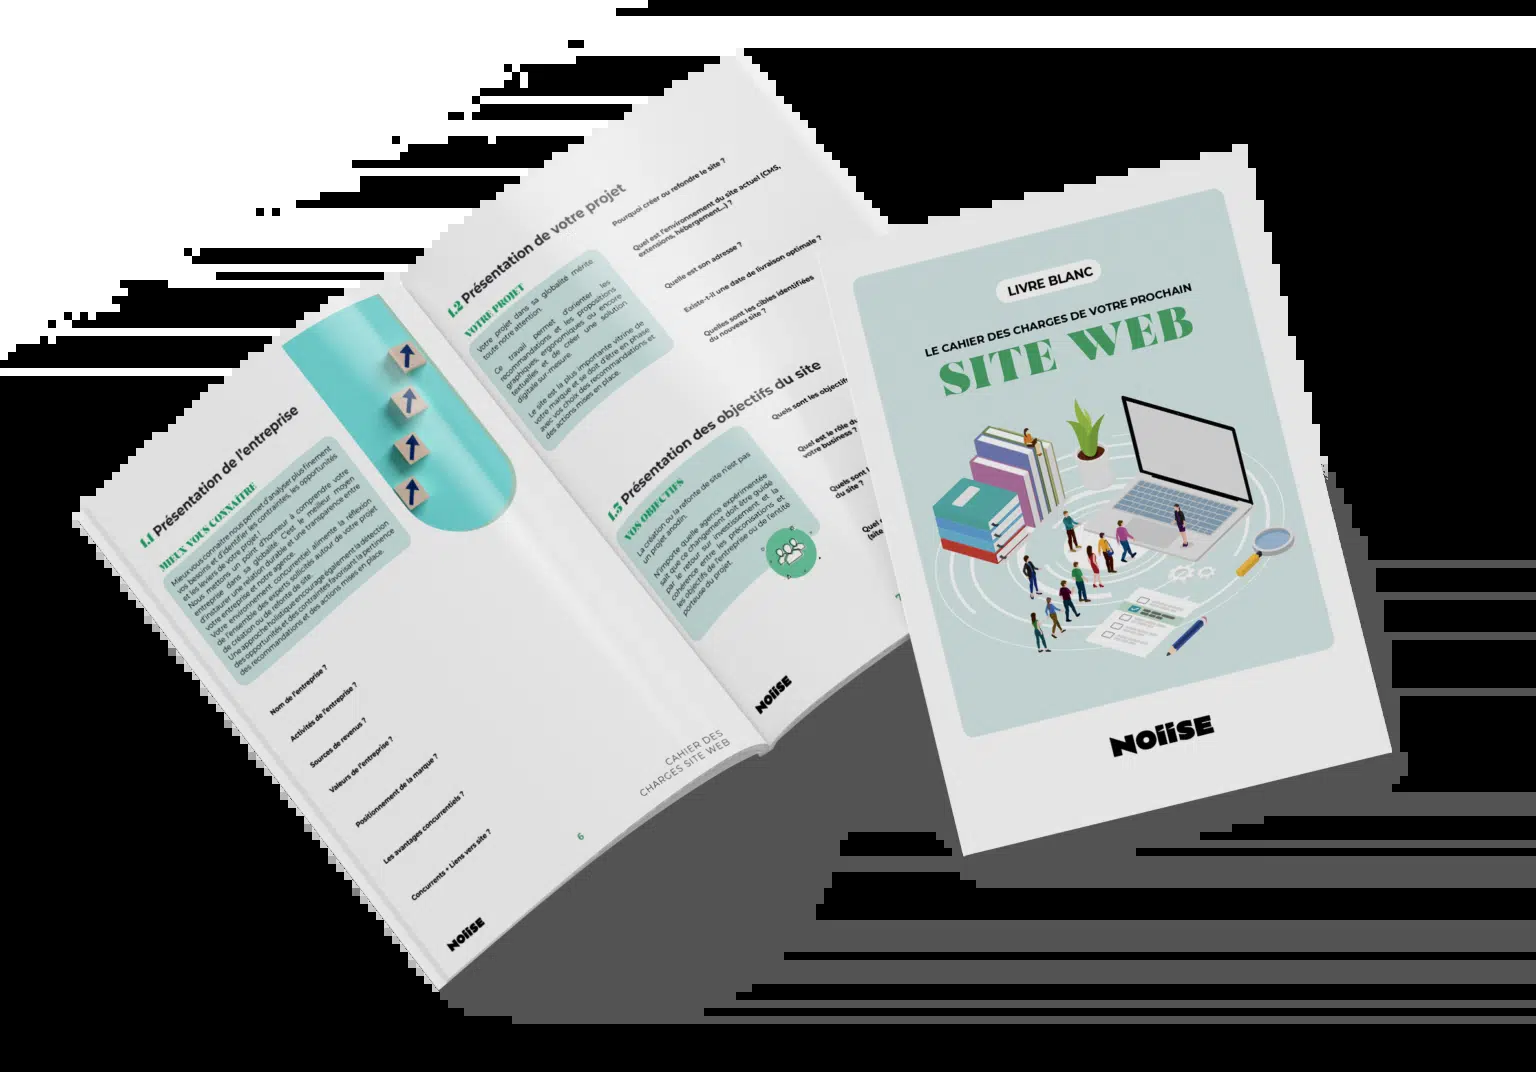 1.1 Présentation de l'entreprise
MIEUX VOUS CONNAÎTRE
Mieux vous connaître nous permet d'analyser plus finement
vos besoins et d'identifier les contraintes, les opportunités
et les leviers de votre projet !
Nous mettons un point d'honneur à comprendre votre
entreprise dans sa globalité. C'est le meilleur moyen
d'instaurer une relation durable et une transparence entre
votre entreprise et notre agence.
Votre environnement concurrentiel alimente la réflexion
de l'ensemble des experts sollicités autour de votre projet
de création ou de refonte de site.
Une approche holistique encourage également la détection
des opportunités et des contraintes favorisant la pertinence
des recommandations et des actions mises en place.
Nom de l'entreprise ?
Activités de l'entreprise ?
Sources de revenus ?
Valeurs de l'entreprise ?
Positionnement de la marque ?
Les avantages concurrentiels ?
Concurrents + Liens vers site ?
NOIISE
6
CAHIER DES
CHARGES SITE WEB
1.2 Présentation de votre projet
VOTRE PROJET
Votre projet dans sa globalité mérite
toute notre attention.
Ce travail permet d'orienter les
recommandations et les propositions
graphiques, ergonomiques ou encore
textuelles et de créer une solution
digitale sur-mesure.
Le site est la plus importante vitrine de
votre marque et se doit d'être en phase
avec vos choix des recommandations et
des actions mises en place.
Pourquoi créer ou refondre le site ?
Quel est l'environnement du site actuel (CMS,
extensions, hébergement...) ?
Quelle est son adresse ?
Existe-t-il une date de livraison optimale ?
Quelles sont les cibles identifiées
du nouveau site ?
1.3 Présentation des objectifs du site
VOS OBJECTIFS
La création ou la refonte de site n'est pas
un projet anodin.
N'importe quelle agence expérimentée
sait que ce changement doit être guidé
par le retour sur investissement et la
cohérence entre les préconisations et
les objectifs de l'entreprise ou de l'entité
porteuse du projet.
Quels sont les objectifs
Quel est le rôle du
votre business ?
Quels sont l
du site ?
Quel s
(site
NOIISE
LIVRE BLANC
LE CAHIER DES CHARGES DE VOTRE PROCHAIN
SITE WEB
NOIISE